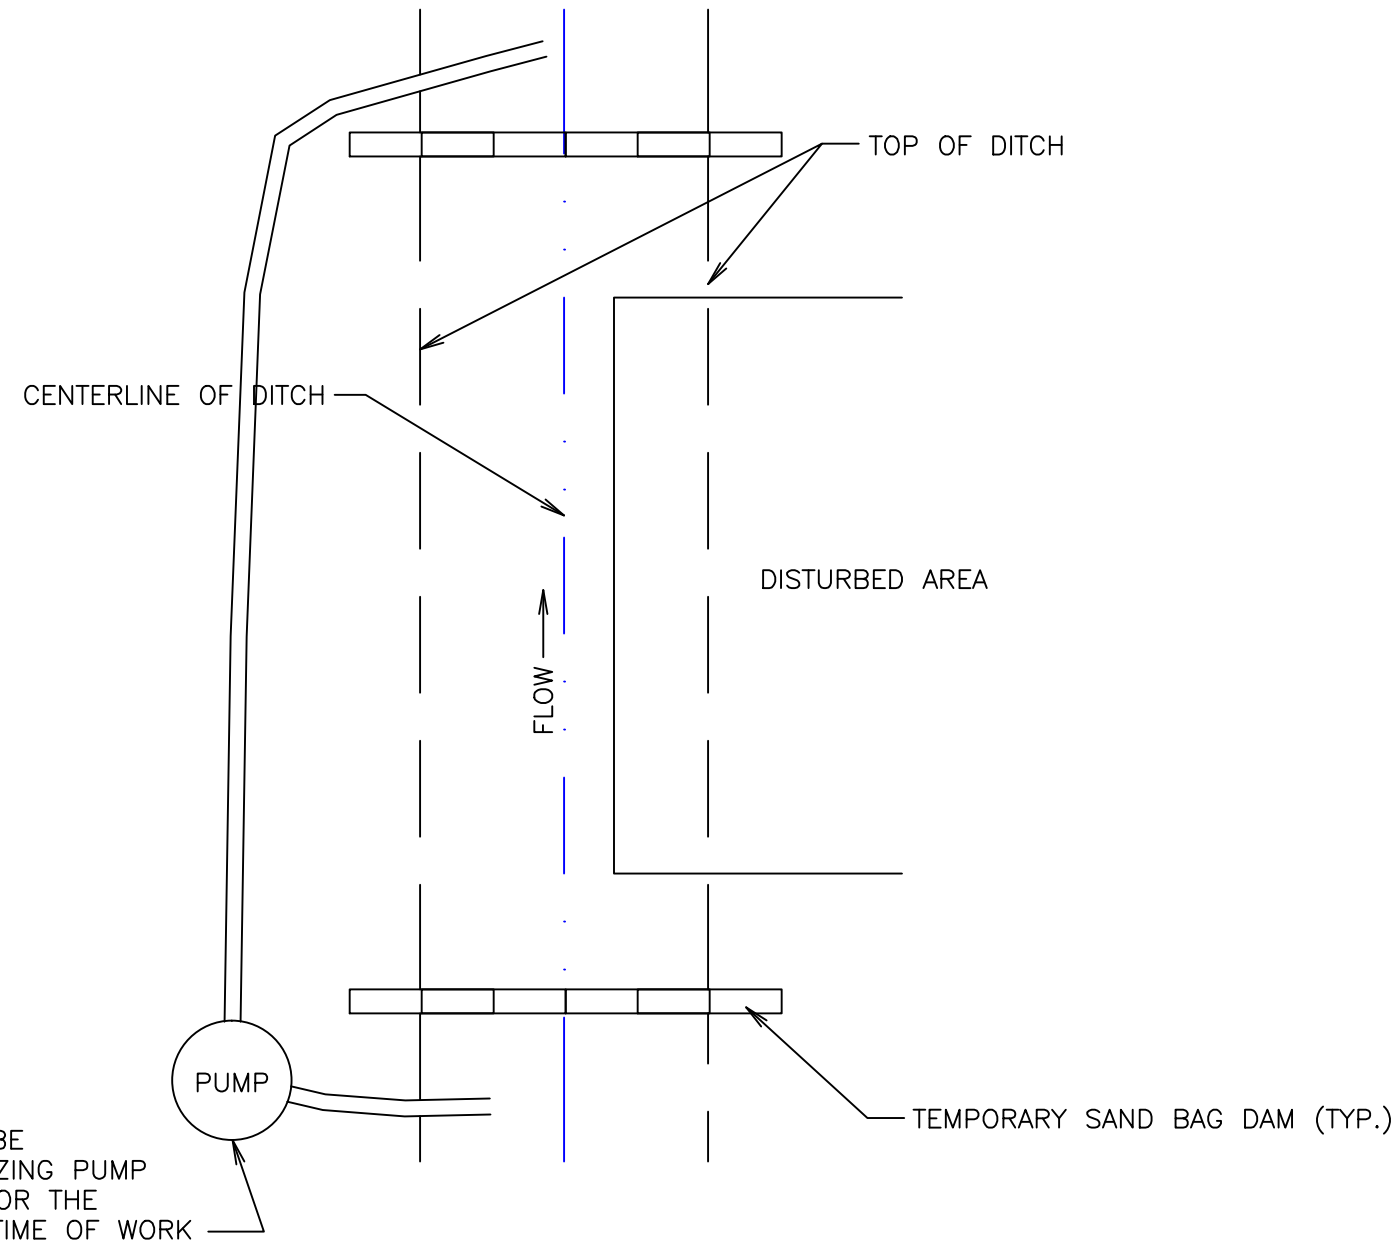 TOP OF DITCH
CENTERLINE OF DITCH
DISTURBED AREA
FLOW
PUMP
TEMPORARY SAND BAG DAM (TYP.)
BE
ZING PUMP
OR THE
TIME OF WORK